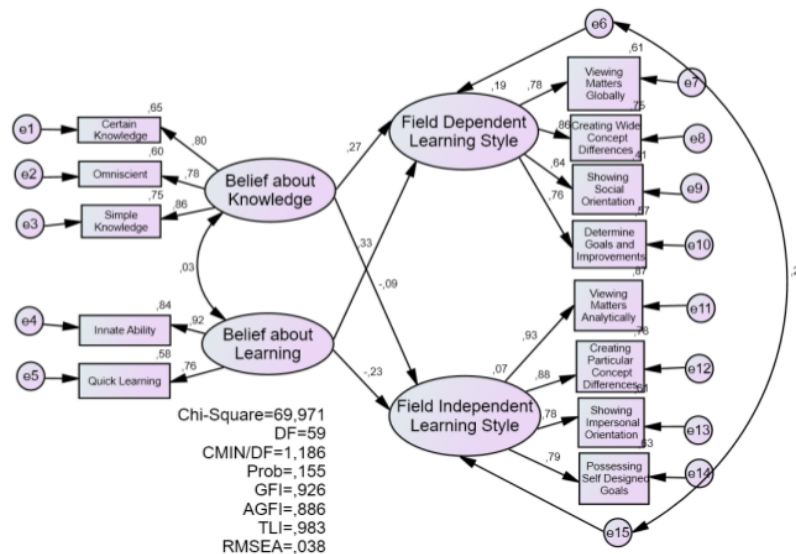 e6
,61
,19
,78
Viewing
Matters
Globally
e7
,75
,65
e1
Certain
Knowledge
,80
Field Dependent
Learning Style
,86
Creating Wide
Concept
Differences
e8
,41
,60
e2
Omniscient
,78
,27
,64
Showing
Social
Orientation
e9
,75
e3
Simple
Knowledge
,86
Belief about
Knowledge
,76
,57
Determine
Goals and
Improvements
e10
,33
-,09
,03
,87
Viewing
Matters
Analytically
e11
,84
e4
Innate Ability
,92
Belief about
Learning
,93
,78
,58
e5
Quick Learning
,76
-,23
,07
,88
Creating
Particular
Concept
Differences
e12
,61
Field Independent
Learning Style
,78
Showing
Impersonal
Orientation
e13
,63
,79
Possessing
Self Designed
Goals
e14
e15
Chi-Square=69,971
DF=59
CMIN/DF=1,186
Prob=,155
GFI=,926
AGFI=,886
TLI=,983
RMSEA=,038